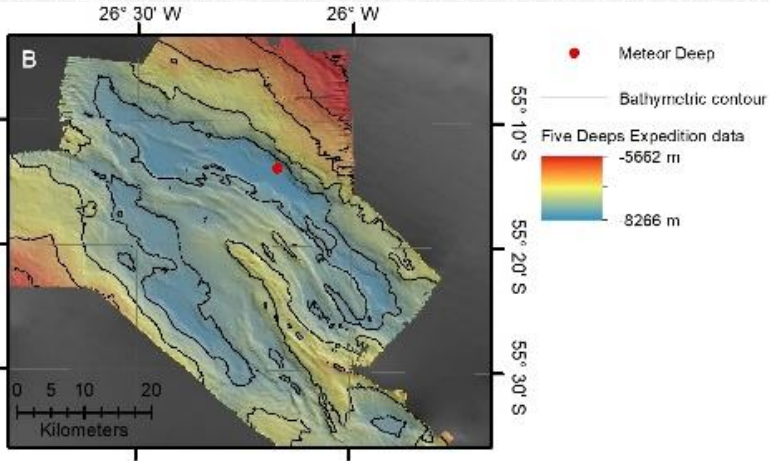 26° 30' W
26° W
B
Meteor Deep
Bathymetric contour
Five Deeps Expedition data
-5662 m
-8266 m
55° 10' S
55° 20' S
55° 30' S
0 5 10 20
Kilometers